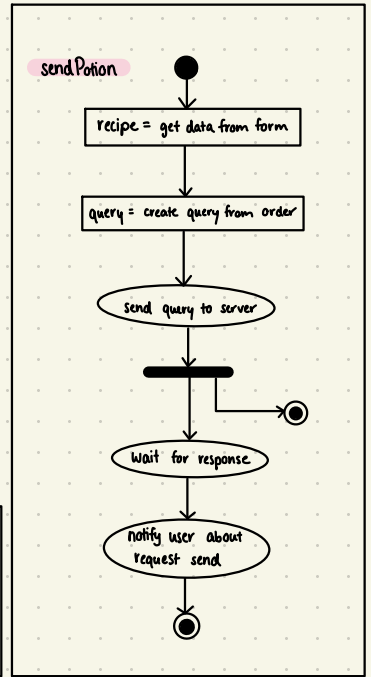 sendPotion
recipe = get data from form
query = create query from order
send query to server
wait for response
notify user about
request send